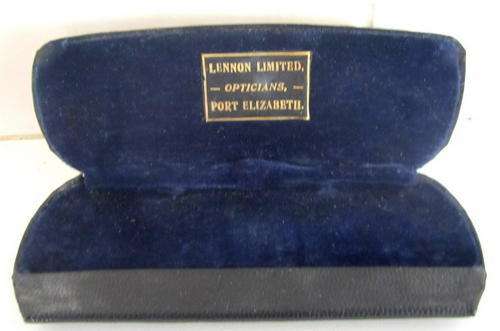 LENNON LIMITED,
— OPTICIANS, —
PORT ELIZABETH.